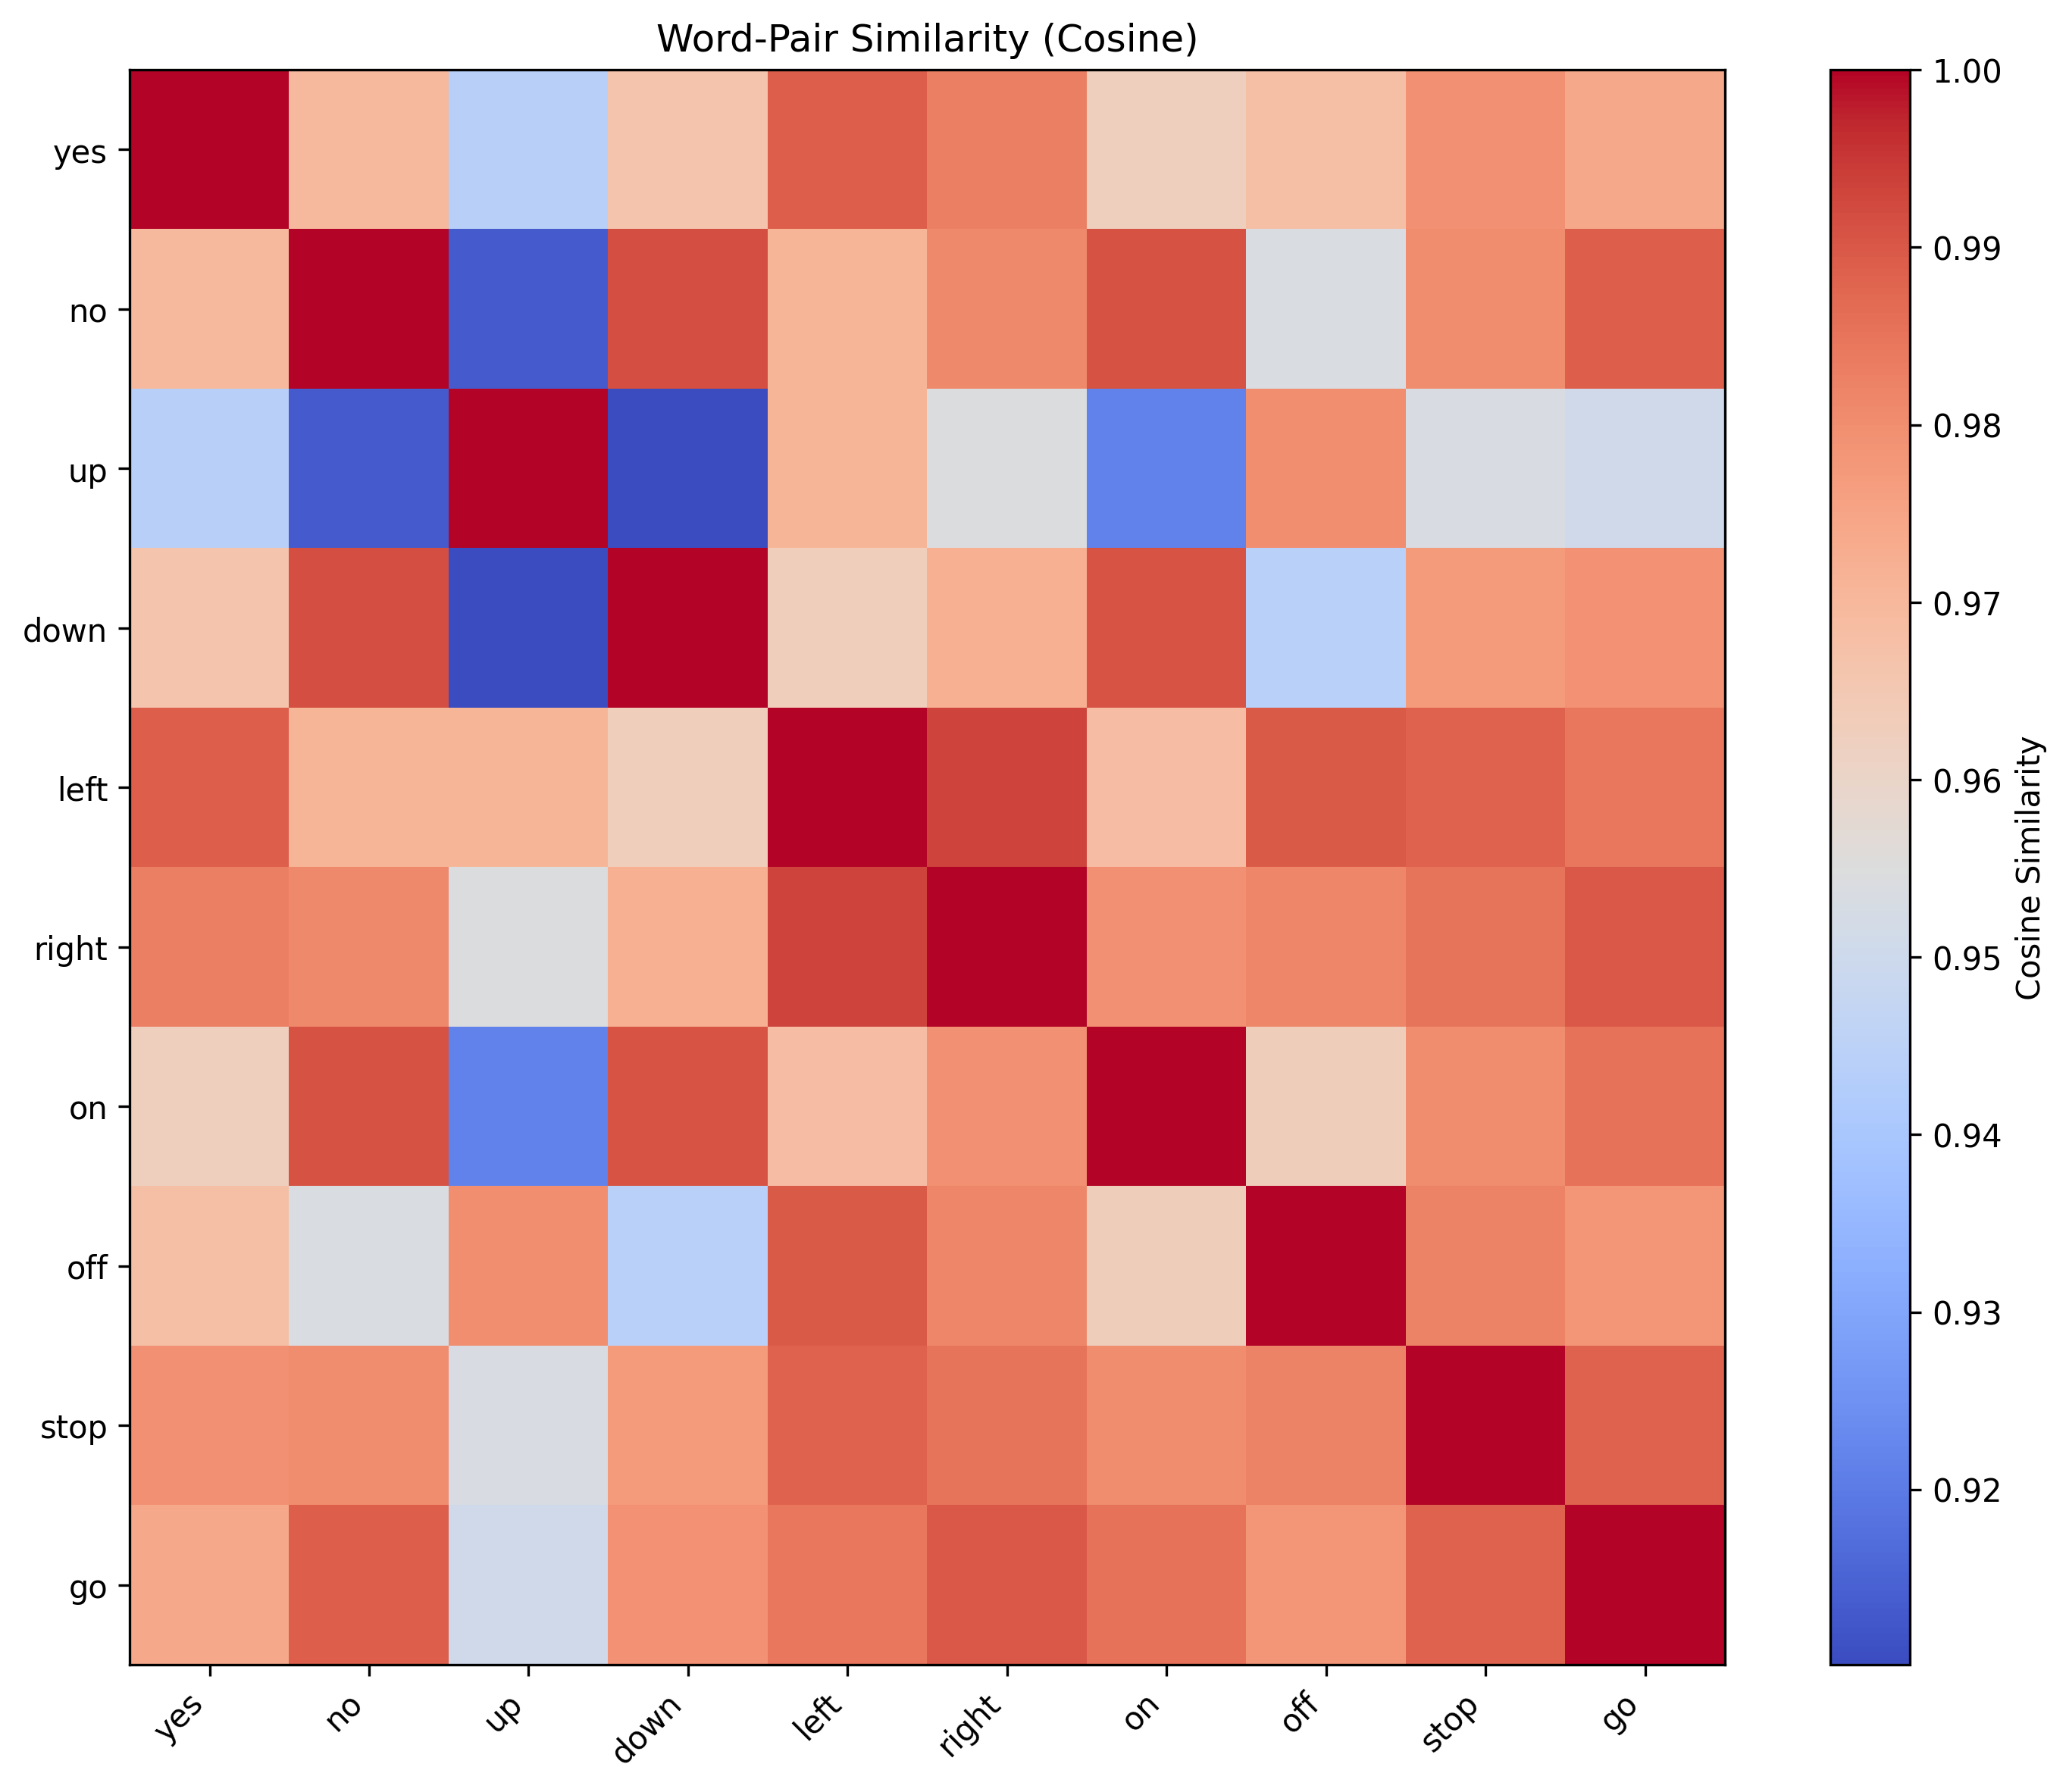 Word-Pair Similarity (Cosine)
yes
no
up
down
left
right
on
off
stop
go
yes
no
up
down
left
right
on
off
stop
go
1.00
0.99
0.98
0.97
0.96
0.95
0.94
0.93
0.92
Cosine Similarity